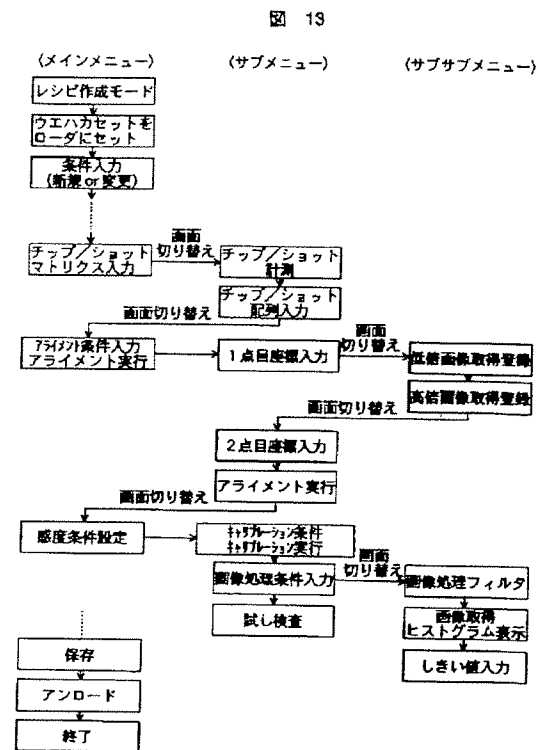 図 13
〈メインメニュー〉
〈サブメニュー〉
〈サブサブメニュー〉
レシピ作成モード
ウエハカセットを
ローダにセット
条件入力
(新規or変更)
チップ/ショット
マトリクス入力
画面
切り替え
チップ/ショット
計測
チップ/ショット
配列入力
画面切り替え
アライメント条件入力
アライメント実行
1点目座標入力
画面
切り替え
低倍画像取得登録
高倍画像取得登録
画面切り替え
2点目座標入力
アライメント実行
画面切り替え
感度条件設定
キャリブレーション条件
キャリブレーション実行
画像処理条件入力
画面
切り替え
画像処理フィルタ
試し検査
画像取得
ヒストグラム表示
しきい値入力
保存
アンロード
終了